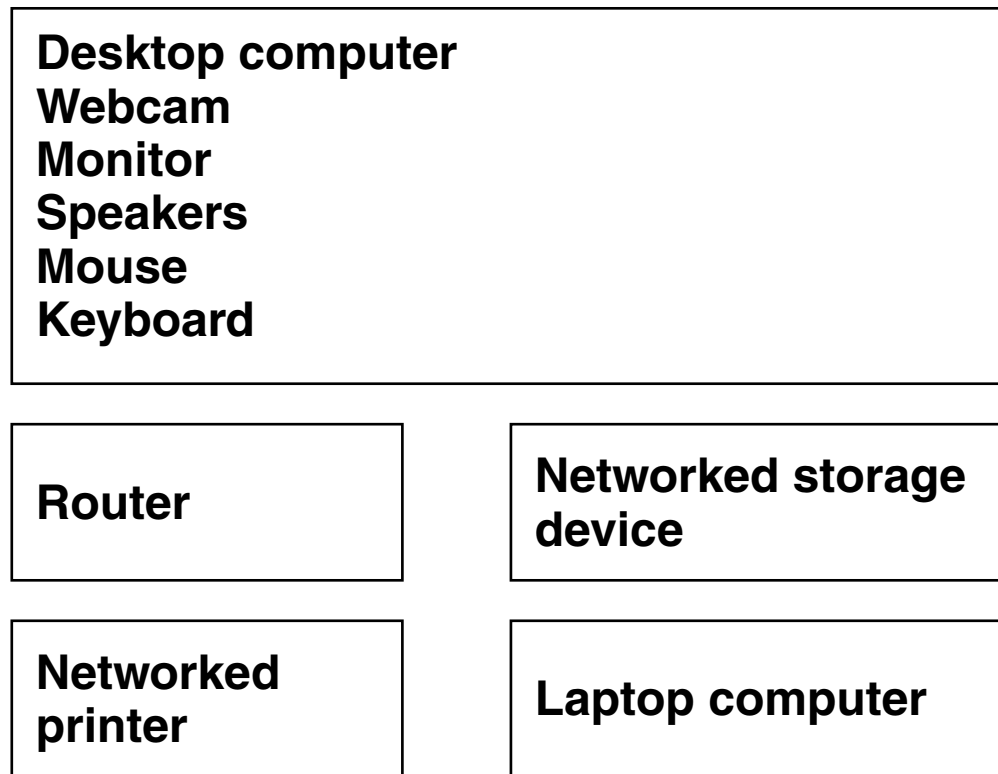 Desktop computer
Webcam
Monitor
Speakers
Mouse
Keyboard
Router
Networked storage
device
Networked
printer
Laptop computer